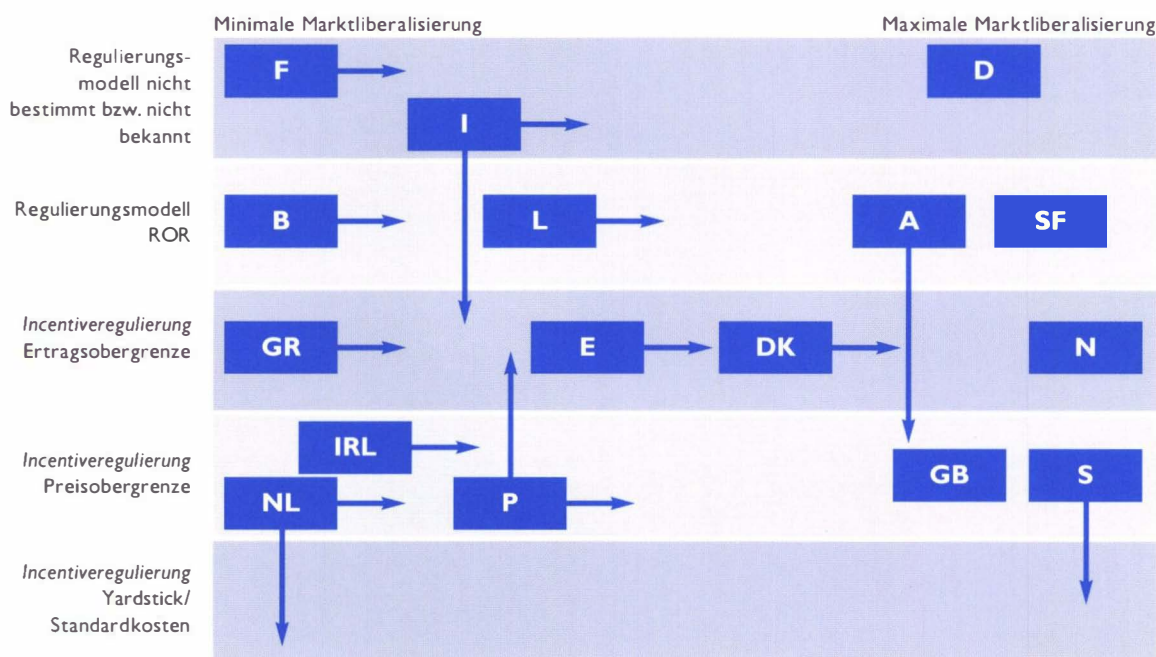 Minimale Marktliberalisierung
Maximale Marktliberalisierung
Regulierungs-
modell nicht
bestimmt bzw. nicht
bekannt
F
D
I
Regulierungsmodell
ROR
B
L
A
SF
Incentiveregulierung
Ertragsobergrenze
GR
E
DK
N
Incentiveregulierung
Preisobergrenze
IRL
NL
P
GB
S
Incentiveregulierung
Yardstick/
Standardkosten